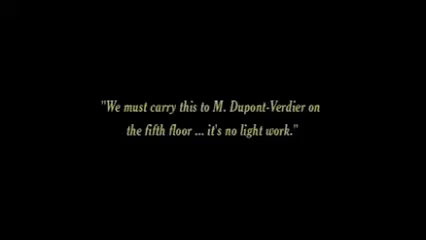 "We must carry this to M. Dupont-Verdier on
the fifth floor ... it's no light work."